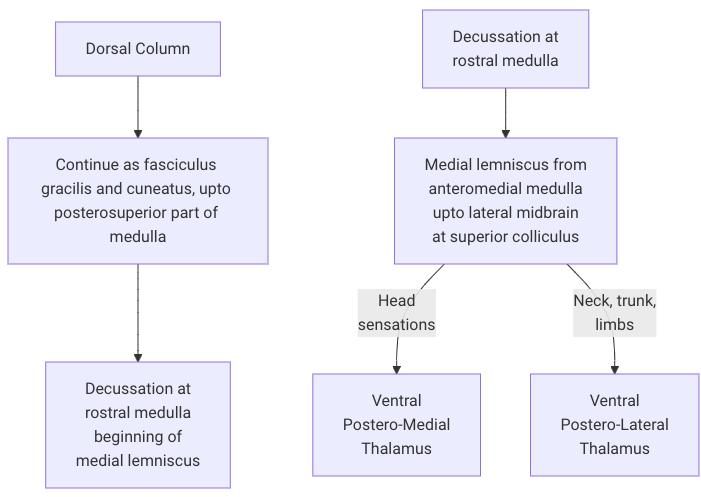 Dorsal Column
Continue as fasciculus
gracilis and cuneatus, upto
posterosuperior part of
medulla
Decussation at
rostral medulla
beginning of
medial lemniscus
Decussation at
rostral medulla
Medial lemniscus from
anteromedial medulla
upto lateral midbrain
at superior colliculus
Head
sensations
Neck, trunk,
limbs
Ventral
Postero-Medial
Thalamus
Ventral
Postero-Lateral
Thalamus